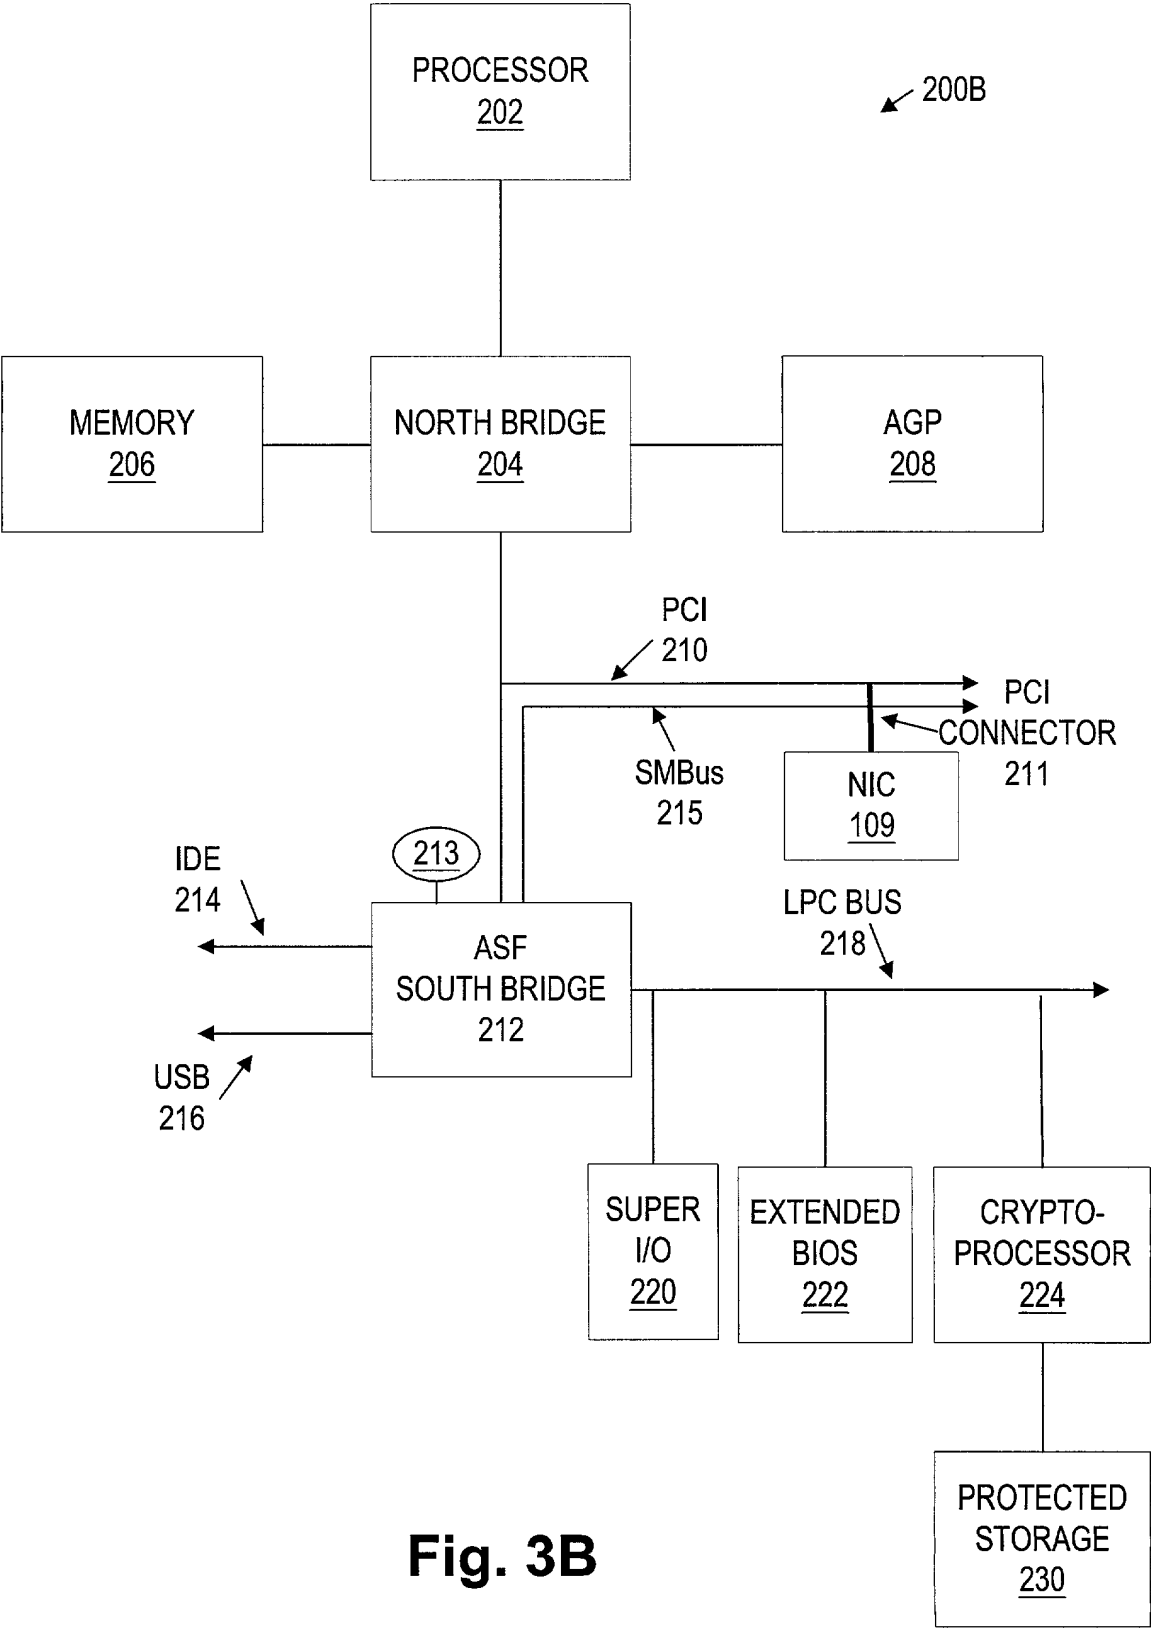 PROCESSOR
202
200B
MEMORY
206
NORTH BRIDGE
204
AGP
208
PCI
210
PCI
CONNECTOR
211
SMBus
215
NIC
109
213
IDE
214
ASF
SOUTH BRIDGE
212
LPC BUS
218
USB
216
SUPER
I/O
220
EXTENDED
BIOS
222
CRYPTO-
PROCESSOR
224
PROTECTED
STORAGE
230
Fig. 3B